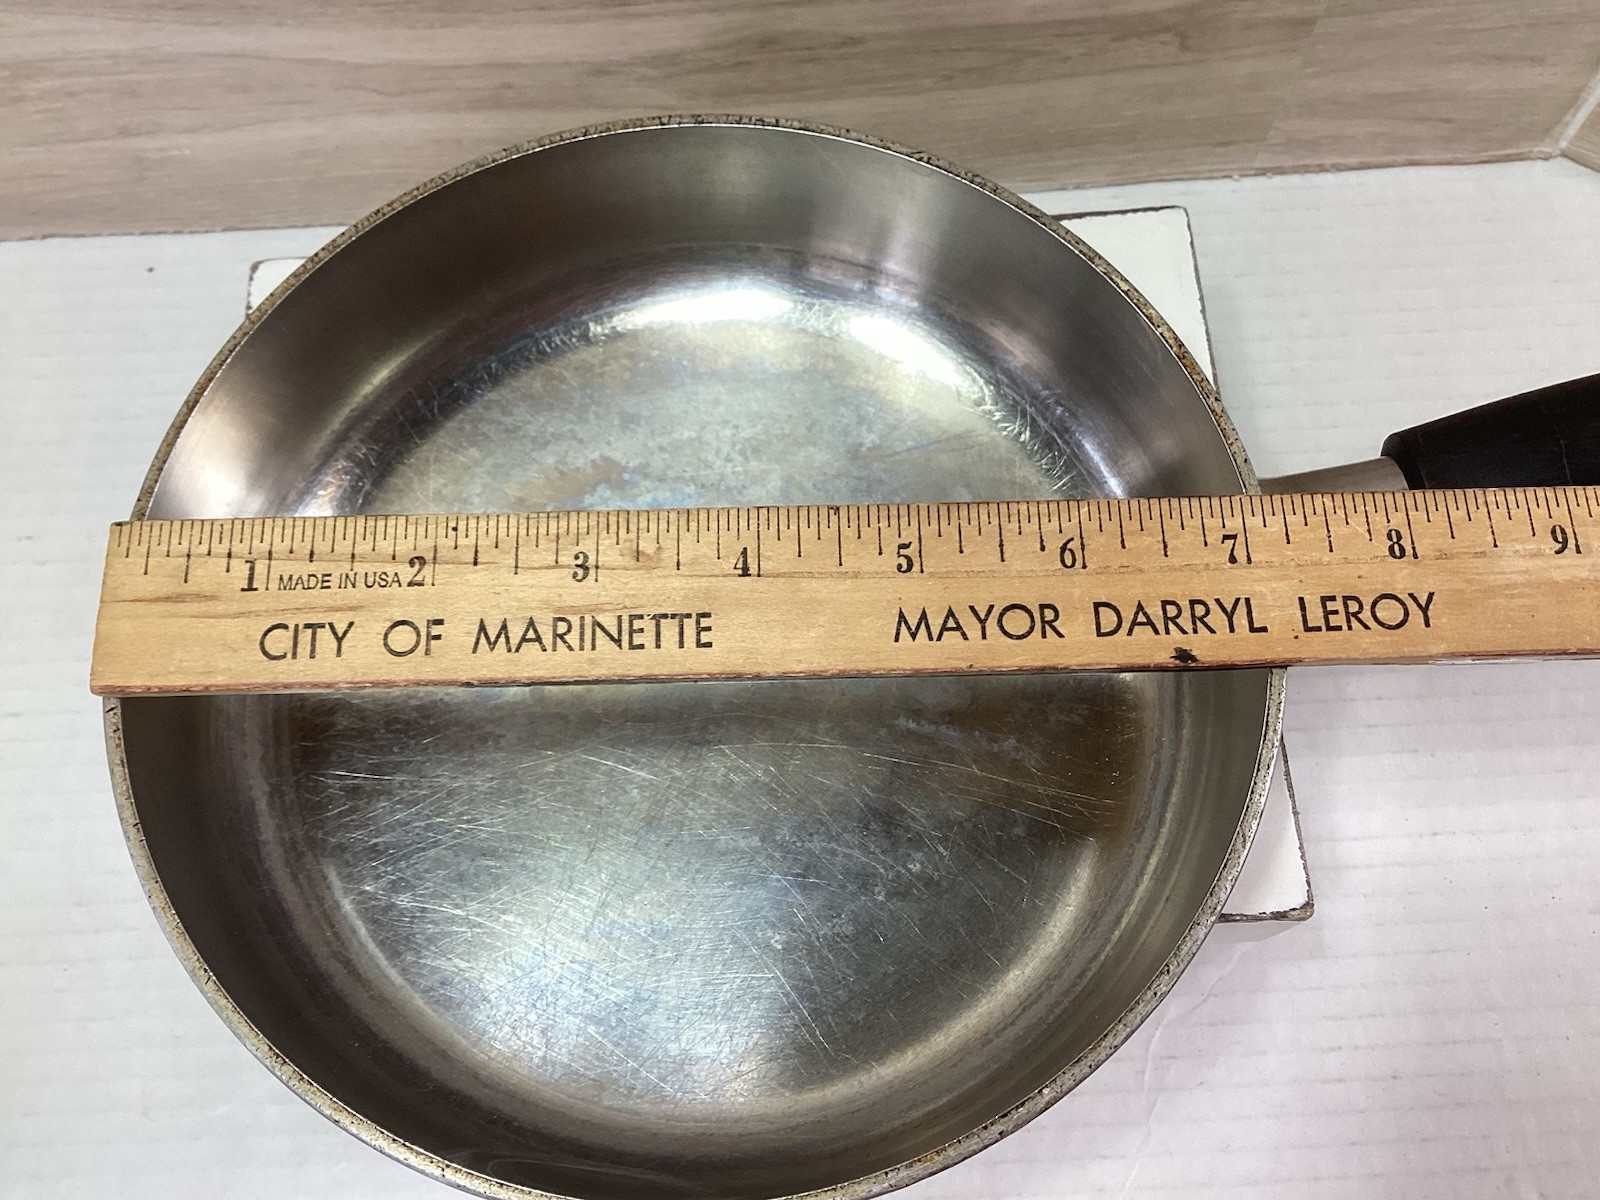 1 MADE IN USA 2 3 4 5 6 7 8 9
CITY OF MARINETTE MAYOR DARRYL LEROY